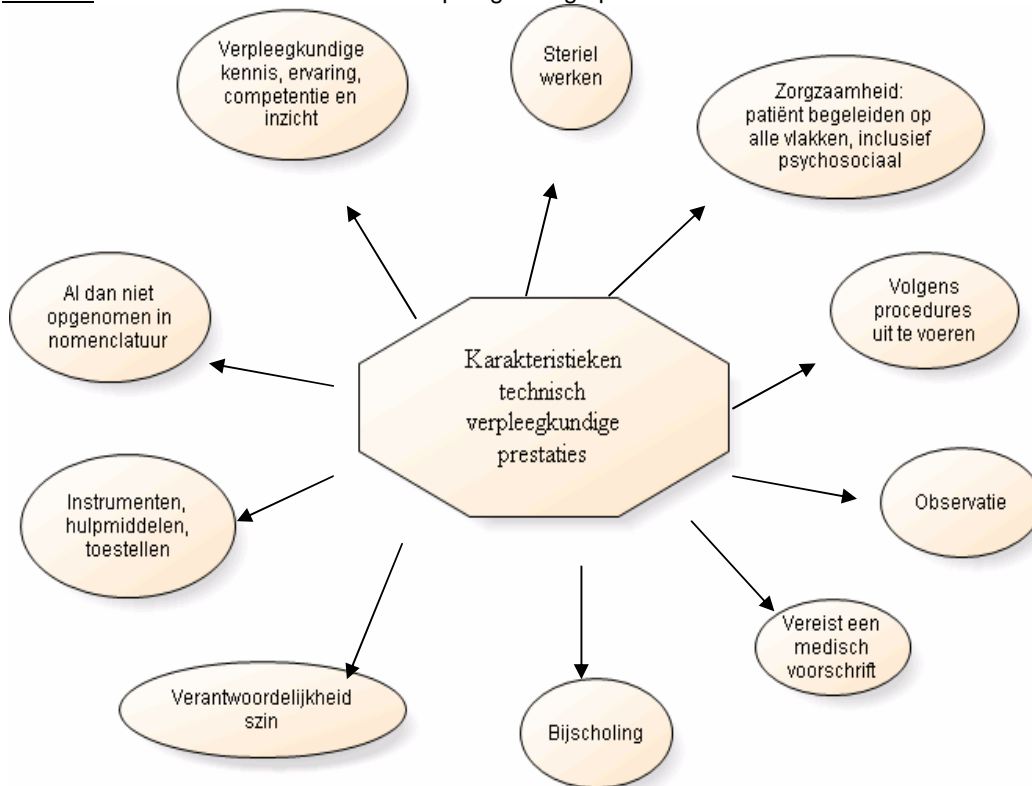 Verpleegkundige
kennis, ervaring,
competentie en
inzicht
Steriel
werken
Zorgzaamheid:
patiënt begeleiden op
alle vlakken, inclusief
psychosociaal
Al dan niet
opgenomen in
nomenclatuur
Volgens
procedures
uit te voeren
Karakteristieken
technisch
verpleegkundige
prestaties
Instrumenten,
hulpmiddelen,
toestellen
Observatie
Vereist een
medisch
voorschrift
Verantwoordelijkheid
szin
Bijscholing